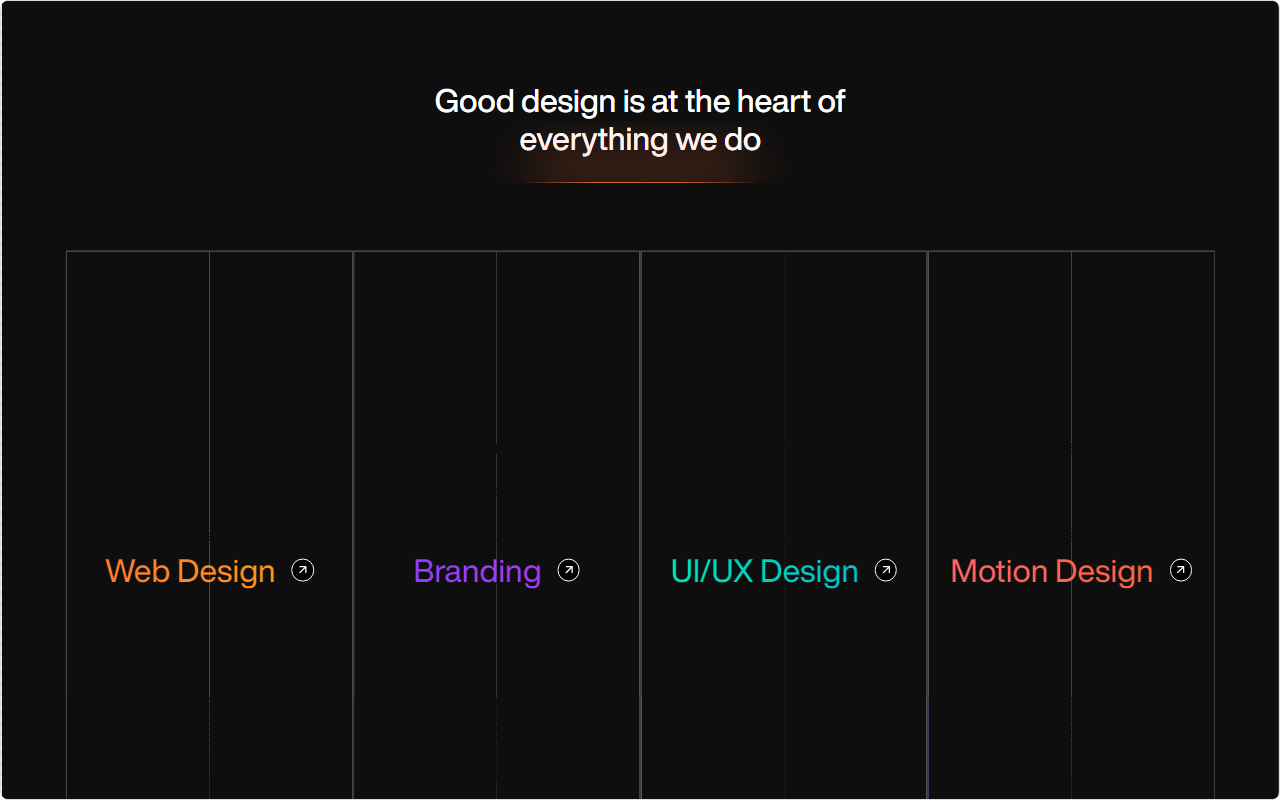 Good design is at the heart of
everything we do
Web Design
Branding
UI/UX Design
Motion Design